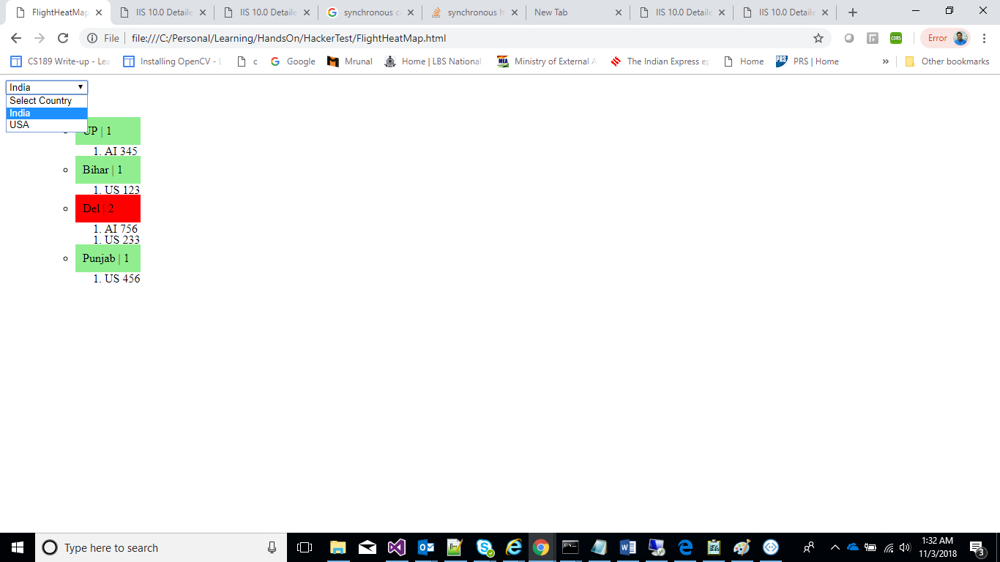 FlightHeatMap
IIS 10.0 Detaile
IIS 10.0 Detaile
synchronous c
synchronous h
New Tab
IIS 10.0 Detaile
IIS 10.0 Detaile
File
file:///C:/Personal/Learning/HandsOn/HackerTest/FlightHeatMap.html
CORS
Error
CS189 Write-up - Lea
Installing OpenCV - L
c
Google
Mrunal
Home | LBS National
MEA
Ministry of External A
The Indian Express ep
Home
PRS
PRS | Home
»
Other bookmarks
India
Select Country
India
USA
UP | 1
1. AI 345
Bihar | 1
1. US 123
Del | 2
1. AI 756
1. US 233
Punjab | 1
1. US 456
Type here to search
1:32 AM
11/3/2018
3